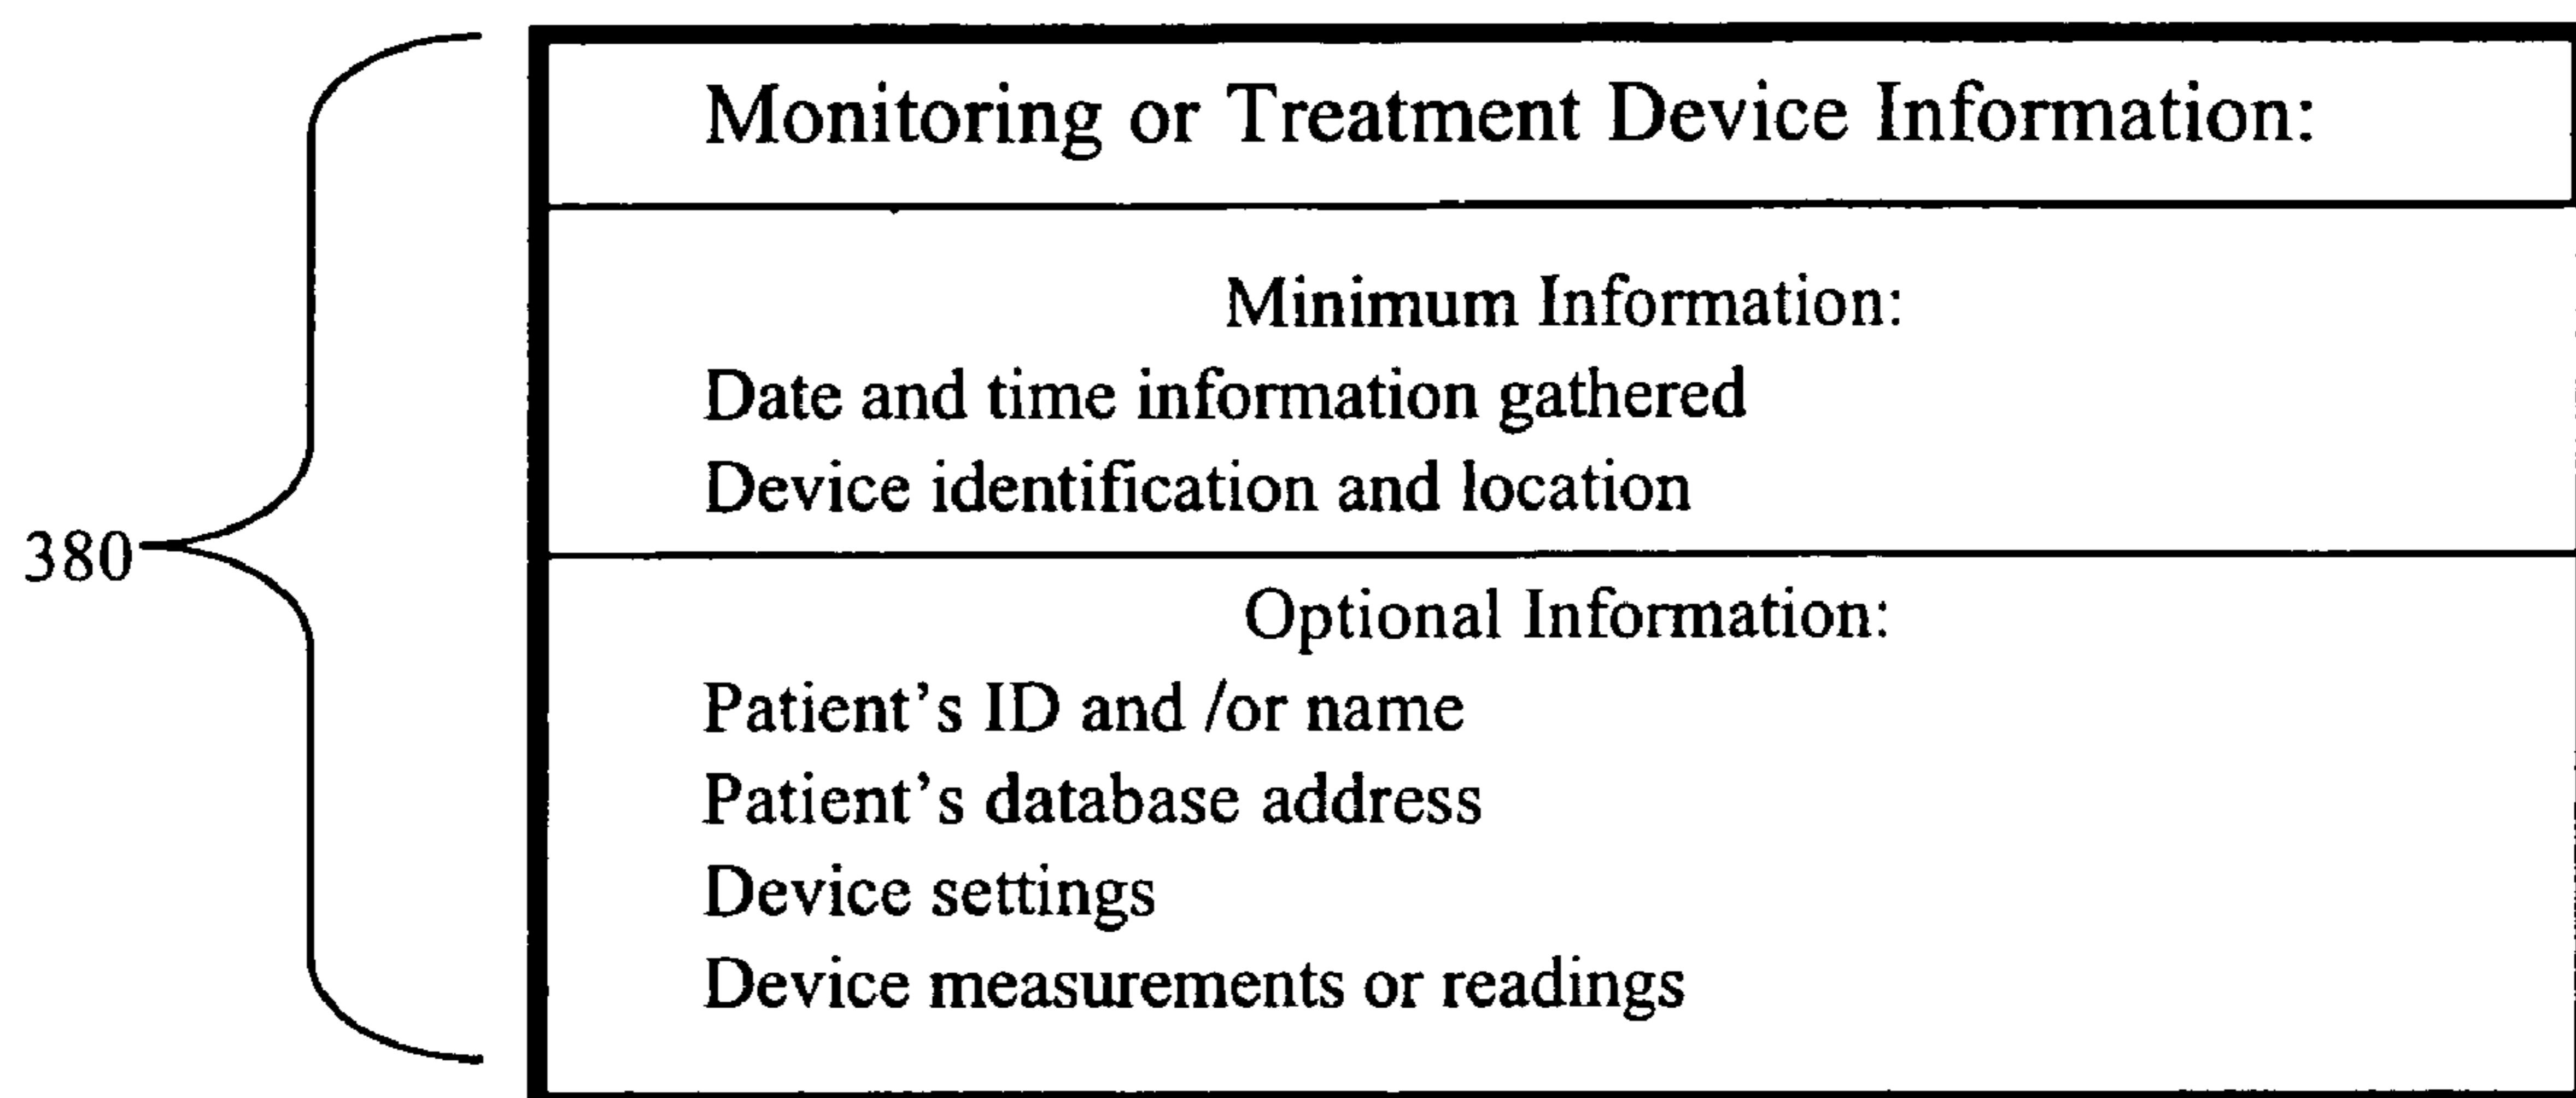 Monitoring or Treatment Device Information:
Minimum Information:
Date and time information gathered
Device identification and location
380
Optional Information:
Patient's ID and /or name
Patient's database address
Device settings
Device measurements or readings